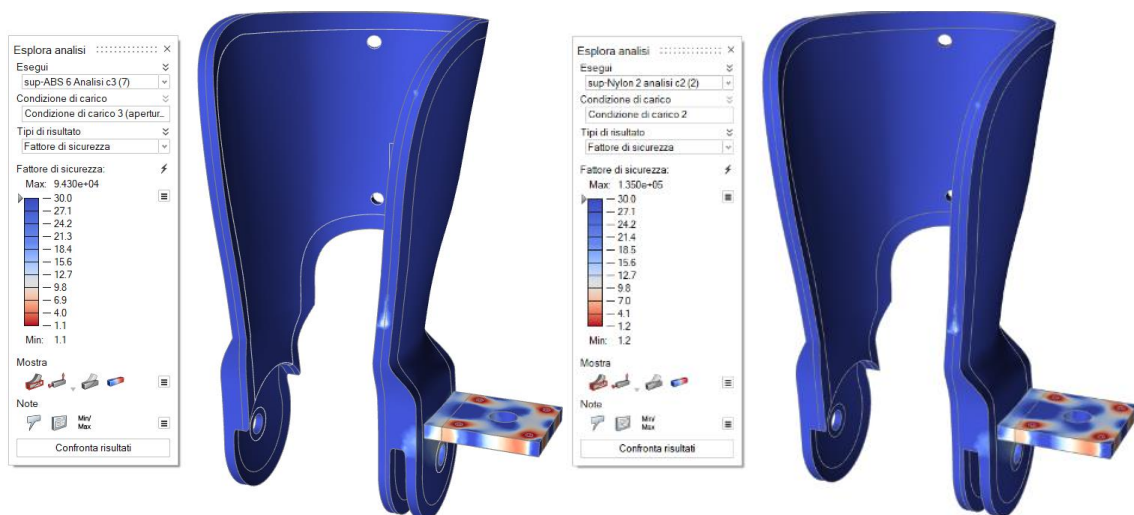 Esplora analisi
Esegui
sup-ABS 6 Analisi c3 (7)
Condizione di carico
Condizione di carico 3 (apertur...
Tipi di risultato
Fattore di sicurezza
Fattore di sicurezza:
Max: 9.430e+04
30.0
27.1
24.2
21.3
18.4
15.6
12.7
9.8
6.9
4.0
1.1
Min: 1.1
Mostra
Note
Min/
Max
Confronta risultati
Esplora analisi
Esegui
sup-Nylon 2 analisi c2 (2)
Condizione di carico
Condizione di carico 2
Tipi di risultato
Fattore di sicurezza
Fattore di sicurezza:
Max: 1.350e+05
30.0
27.1
24.2
21.4
18.5
15.6
12.7
9.8
7.0
4.1
1.2
Min: 1.2
Mostra
Note
Min/
Max
Confronta risultati